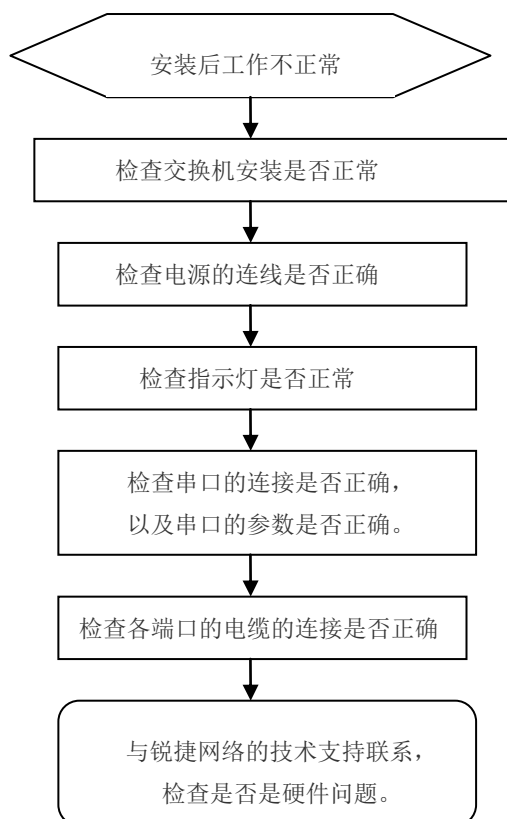 安装后工作不正常
检查交换机安装是否正常
检查电源的连线是否正确
检查指示灯是否正常
检查串口的连接是否正确，
以及串口的参数是否正确。
检查各端口的电缆的连接是否正确
与锐捷网络的技术支持联系，
检查是否是硬件问题。